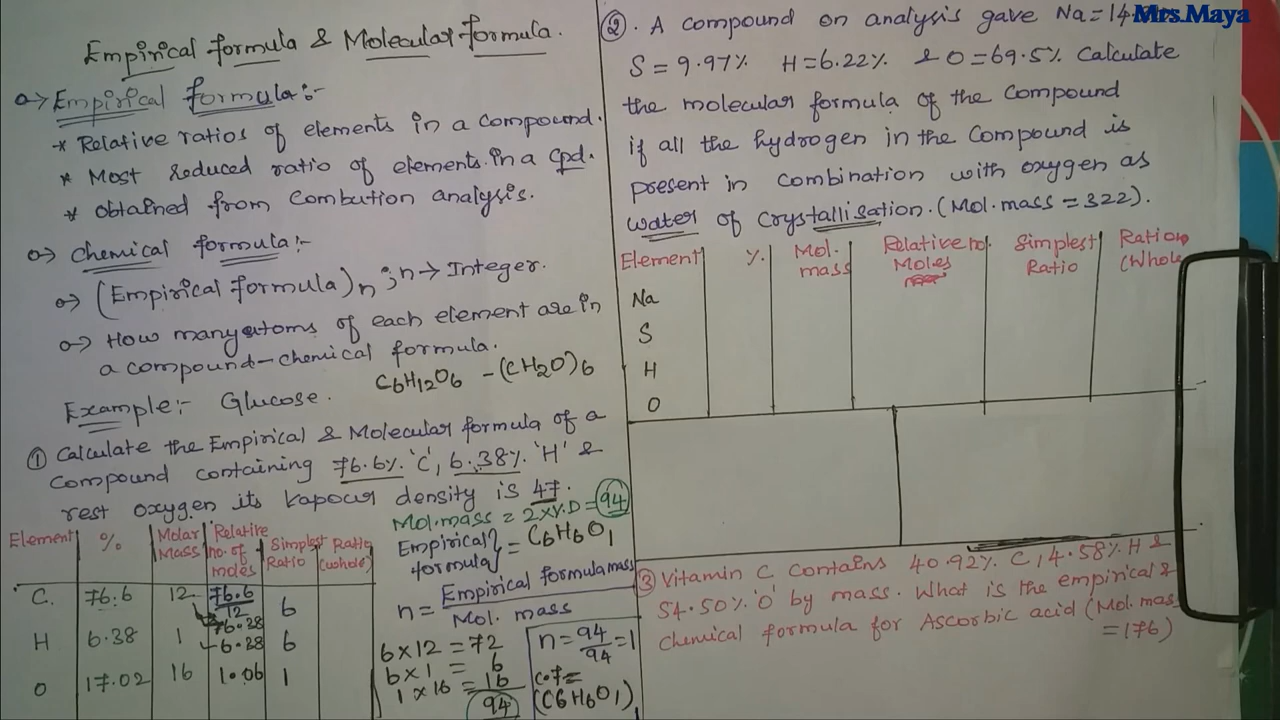 Empirical formula & Molecular formula.
o-> Empirical formula:-
* Relative ratios of elements in a compound.
* Most reduced ratio of elements in a cpd.
* obtained from Combution analysis.
o-> Chemical formula:-
o-> (Empirical formula)n ; n → Integer.
o-> How many atoms of each element are in
a compound - chemical formula.
Example:- Glucose. C6H12O6 - (CH2O)6
① Calculate the Empirical & Molecular formula of a
Compound containing 76.6% 'C', 6.38% 'H' &
rest oxygen its vapour density is 47.
Mol.mass = 2xV.D = 94
Element % Molar Mass Relative no. of moles Simplest Ratio Ratio (whole)
C. 76.6 12 76.6/12 6
H 6.38 1 6.38 6
O 17.02 16 1.06 1
Empirical formula } = C6H6O1
n = Empirical formula mass / Mol. mass
6 x 12 = 72
6 x 1 = 6
1 x 16 = 16
94
n = 94/94 = 1
C.F =
(C6H6O1)
Mrs.Maya
②. A compound on analysis gave Na = 14
S = 9.97% H = 6.22% & O = 69.5% Calculate
the molecular formula of the Compound
if all the hydrogen in the Compound is
present in combination with oxygen as
water of crystallisation. (Mol. mass = 322).
Element %. Mol. mass Relative no. Moles Simplest Ratio Ratio (Whole
Na
S
H
O
③ Vitamin C contains 40.92% C, 4.58% H &
54.50% 'O' by mass. What is the empirical &
chemical formula for Ascorbic acid (Mol. mas
= 176)